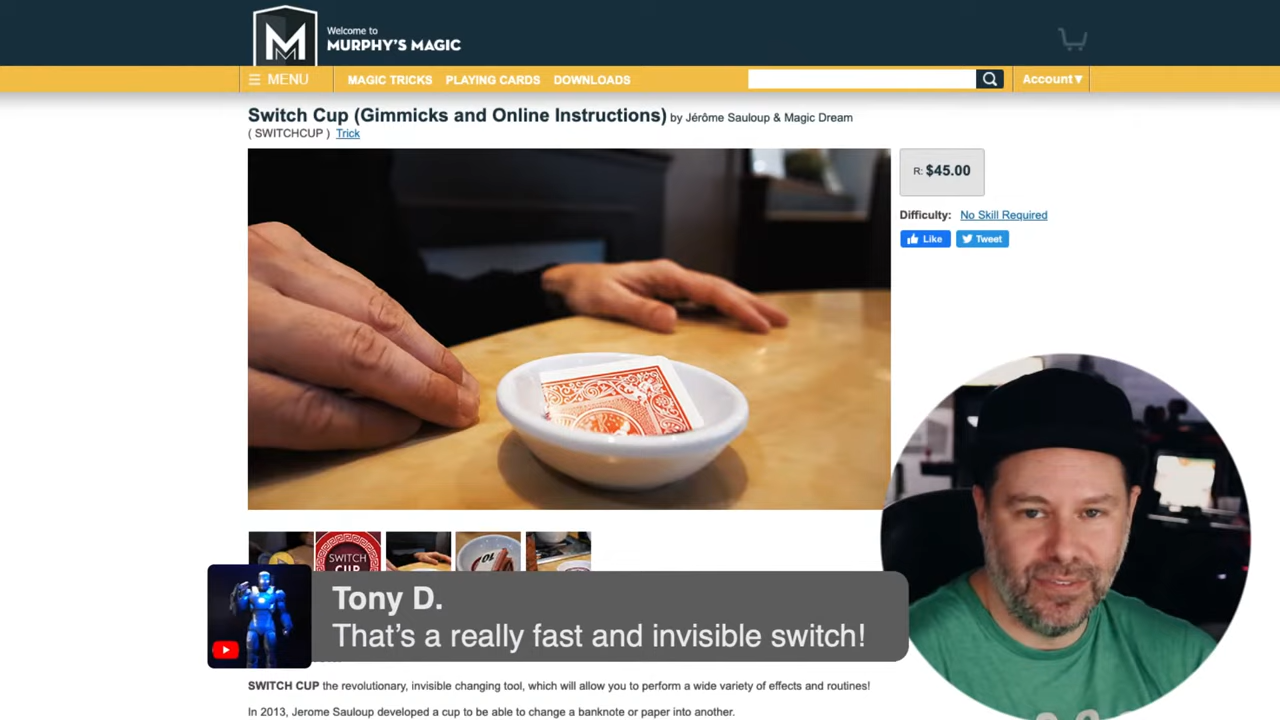 Welcome to
MURPHY'S MAGIC
MENU
MAGIC TRICKS
PLAYING CARDS
DOWNLOADS
Account▾
Switch Cup (Gimmicks and Online Instructions) by Jérôme Sauloup & Magic Dream
( SWITCHCUP ) Trick
R: $45.00
Difficulty: No Skill Required
Like
Tweet
SWITCH
CUP
Tony D.
That's a really fast and invisible switch!
SWITCH CUP the revolutionary, invisible changing tool, which will allow you to perform a wide variety of effects and routines!
In 2013, Jerome Sauloup developed a cup to be able to change a banknote or paper into another.